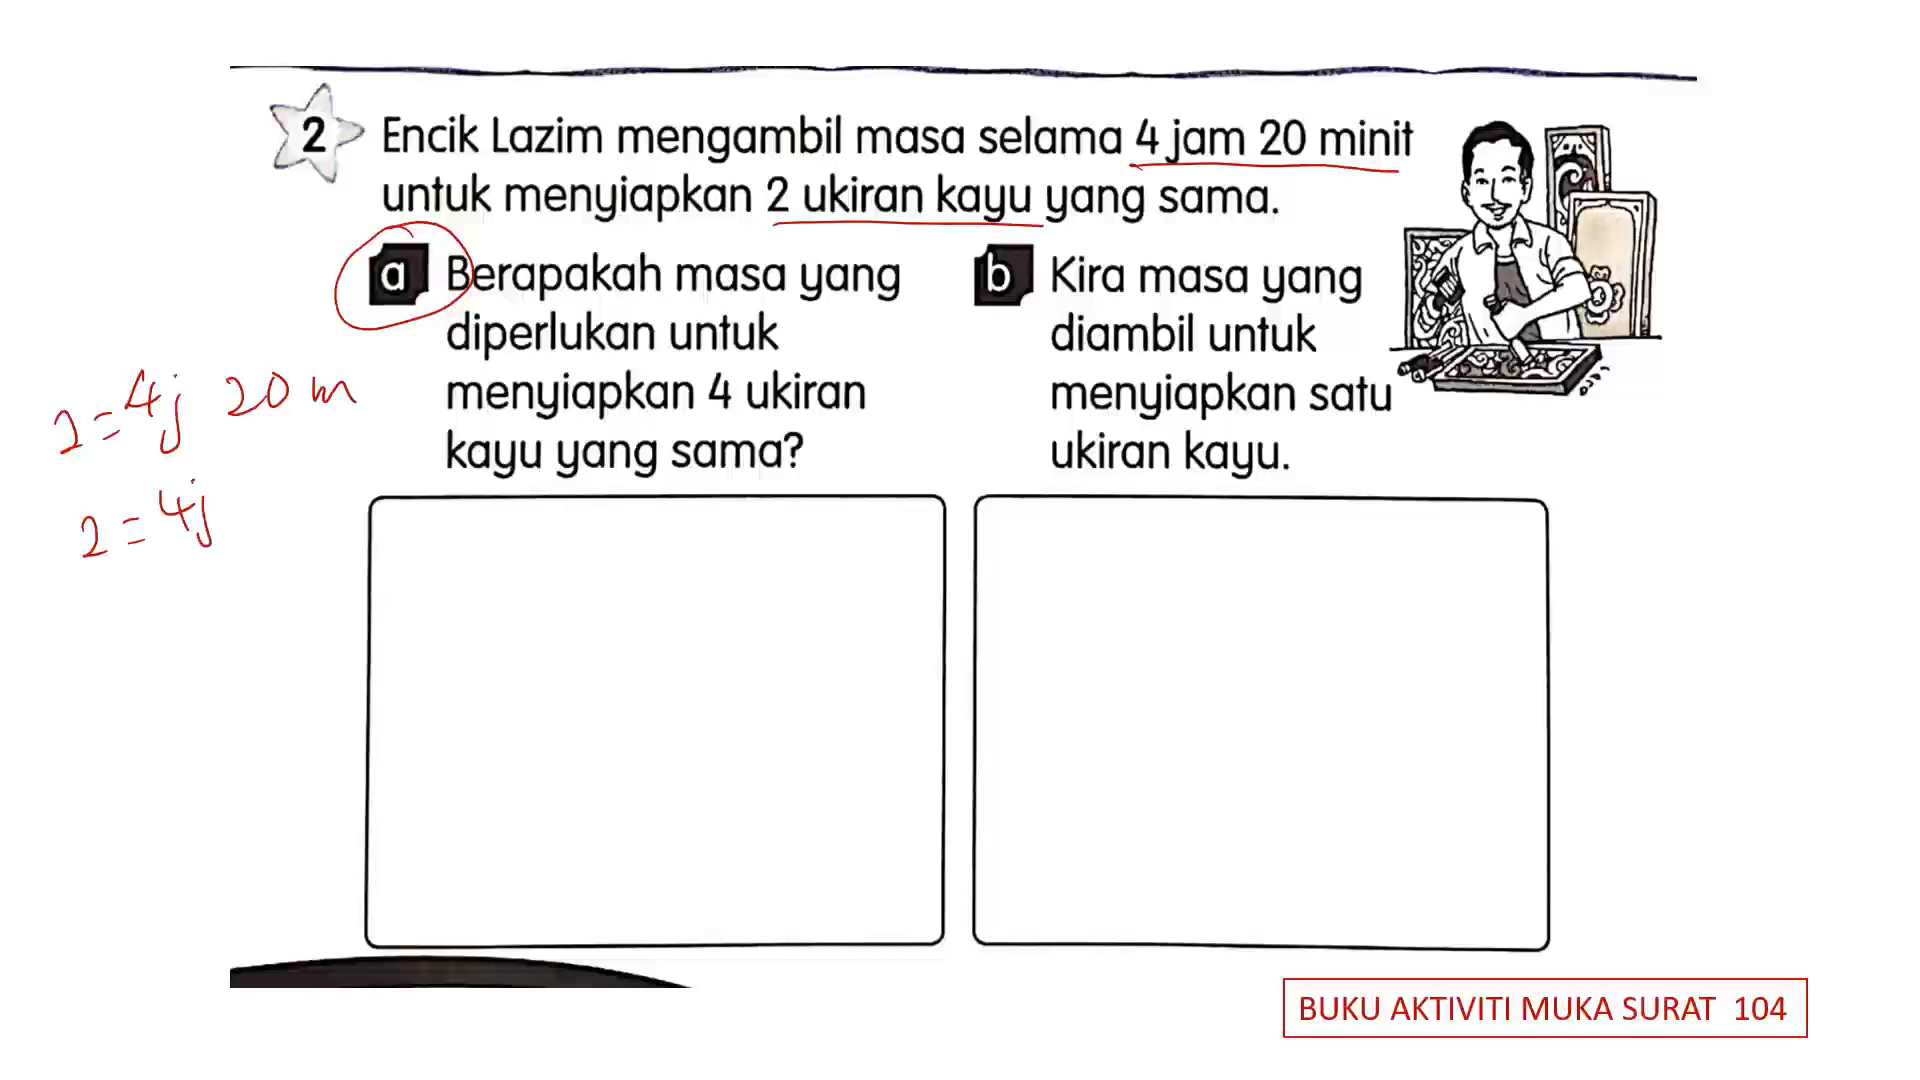 2
Encik Lazim mengambil masa selama 4 jam 20 minit
untuk menyiapkan 2 ukiran kayu yang sama.
a Berapakah masa yang
diperlukan untuk
menyiapkan 4 ukiran
kayu yang sama?
b Kira masa yang
diambil untuk
menyiapkan satu
ukiran kayu.
2 = 4j 20 m
2 = 4j
BUKU AKTIVITI MUKA SURAT 104